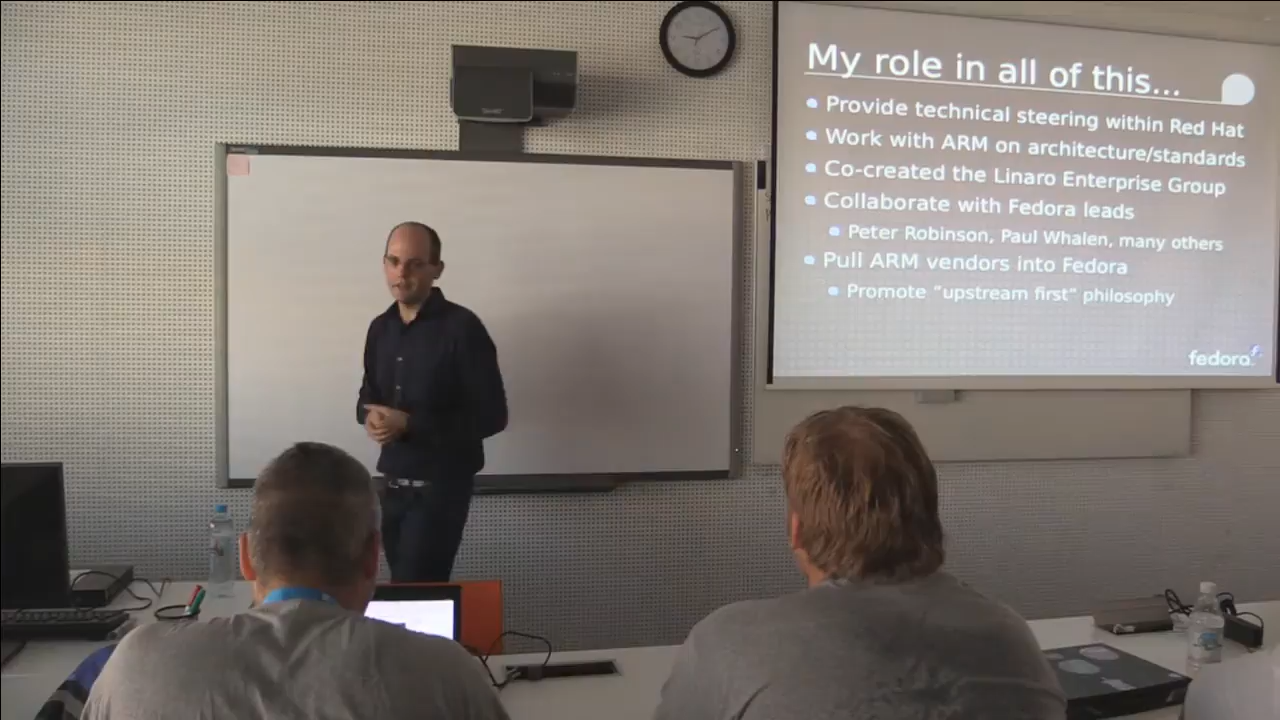 My role in all of this...
Provide technical steering within Red Hat
Work with ARM on architecture/standards
Co-created the Linaro Enterprise Group
Collaborate with Fedora leads
Peter Robinson, Paul Whalen, many others
Pull ARM vendors into Fedora
Promote “upstream first” philosophy
fedora